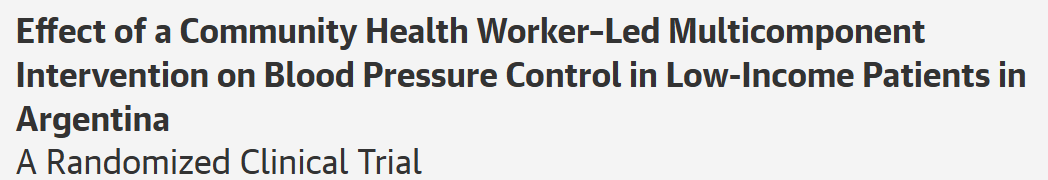 Effect of a Community Health Worker–Led Multicomponent
Intervention on Blood Pressure Control in Low-Income Patients in
Argentina
A Randomized Clinical Trial